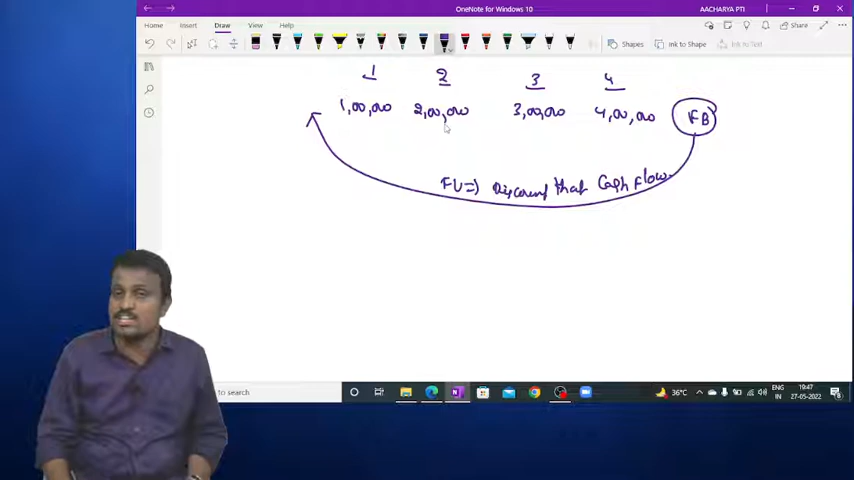 OneNote for Windows 10
AACHARYA PTI
Home Insert Draw View Help
Share
Shapes Ink to Shape Ink to Text
1 2 3 4
1,00,000 2,00,000 3,00,000 4,00,000 FB
FV => Discount that Cash Flow.
to search
36°C
ENG
IN
19:47
27-05-2022